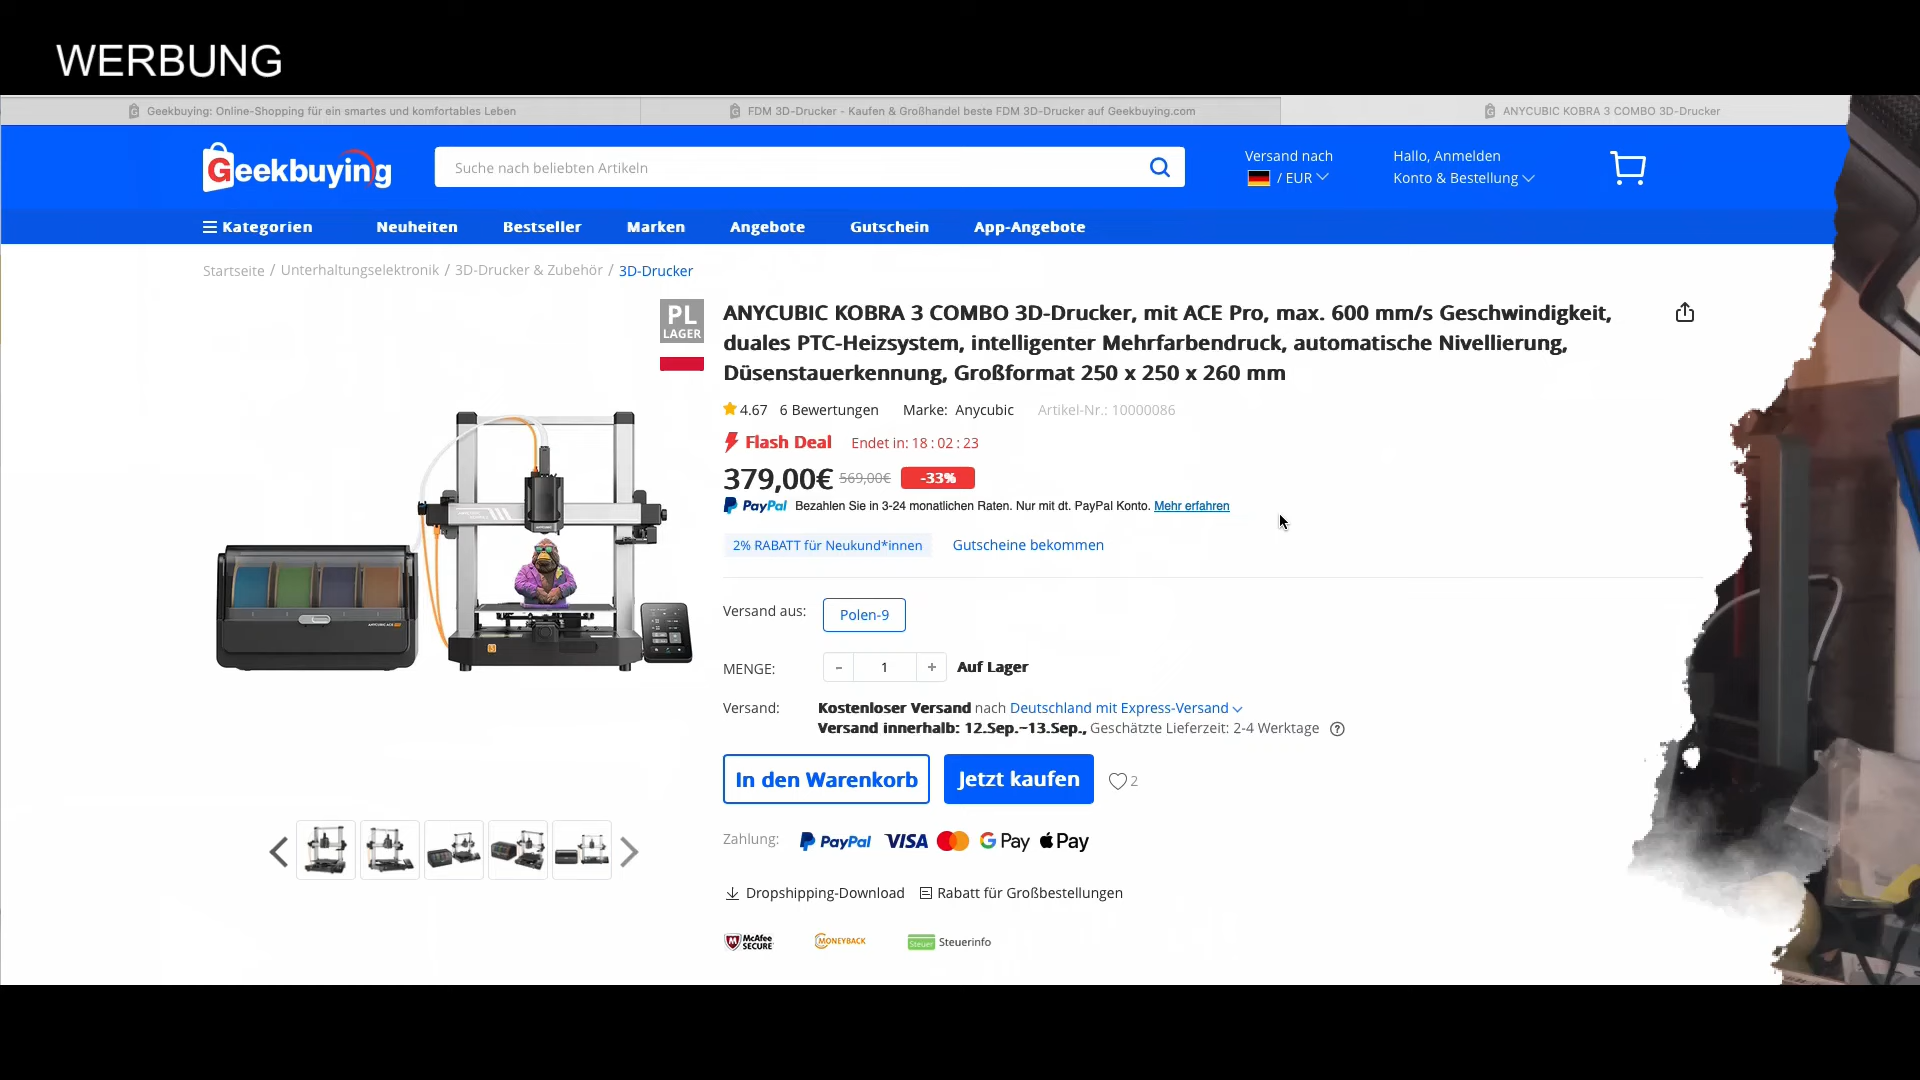 WERBUNG
Geekbuying: Online-Shopping für ein smartes und komfortables Leben
FDM 3D-Drucker - Kaufen & Großhandel beste FDM 3D-Drucker auf Geekbuying.com
ANYCUBIC KOBRA 3 COMBO 3D-Drucker
Geekbuying
Suche nach beliebten Artikeln
Versand nach
/ EUR
Hallo, Anmelden
Konto & Bestellung
Kategorien
Neuheiten
Bestseller
Marken
Angebote
Gutschein
App-Angebote
Startseite / Unterhaltungselektronik / 3D-Drucker & Zubehör / 3D-Drucker
PL
LAGER
ANYCUBIC KOBRA 3 COMBO 3D-Drucker, mit ACE Pro, max. 600 mm/s Geschwindigkeit,
duales PTC-Heizsystem, intelligenter Mehrfarbendruck, automatische Nivellierung,
Düsenstauerkennung, Großformat 250 x 250 x 260 mm
4.67 6 Bewertungen Marke: Anycubic Artikel-Nr.: 10000086
Flash Deal Endet in: 18 : 02 : 23
379,00€ 569,00€ -33%
PayPal Bezahlen Sie in 3-24 monatlichen Raten. Nur mit dt. PayPal Konto. Mehr erfahren
2% RABATT für Neukund*innen Gutscheine bekommen
Versand aus: Polen-9
MENGE: - 1 + Auf Lager
Versand: Kostenloser Versand nach Deutschland mit Express-Versand
Versand innerhalb: 12.Sep.~13.Sep., Geschätzte Lieferzeit: 2-4 Werktage ?
In den Warenkorb Jetzt kaufen 2
Zahlung: PayPal VISA G Pay Pay
Dropshipping-Download Rabatt für Großbestellungen
McAfee
SECURE
MONEYBACK
Steuer Steuerinfo